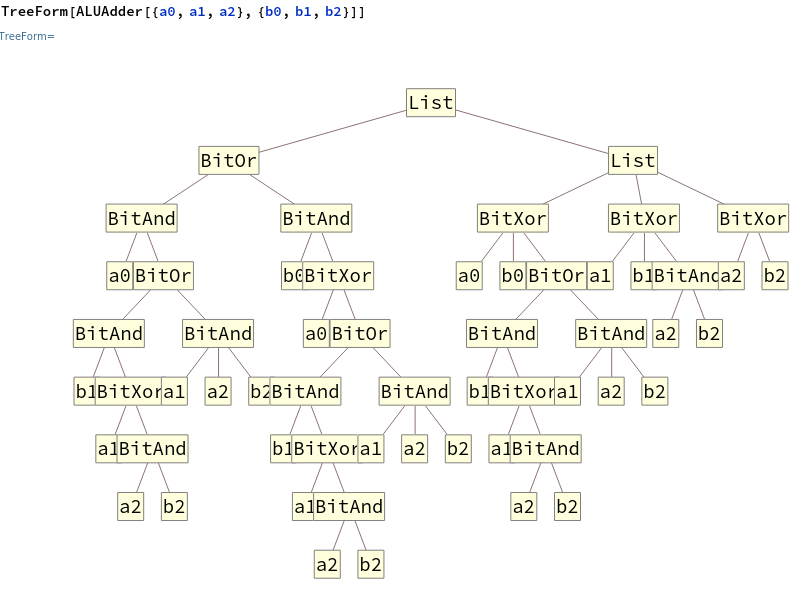 TreeForm[ALUAdder[{a0, a1, a2}, {b0, b1, b2}]]
TreeForm=
List
BitOr List
BitAnd BitAnd BitXor BitXor BitXor
a0 BitOr b0 BitXor a0 b0 BitOr a1 b1 BitAnd a2 b2
BitAnd BitAnd a0 BitOr BitAnd BitAnd a2 b2
b1 BitXor a1 a2 b2 BitAnd BitAnd b1 BitXor a1 a2 b2
a1 BitAnd b1 BitXor a1 a2 b2 a1 BitAnd
a2 b2 a1 BitAnd a2 b2
a2 b2